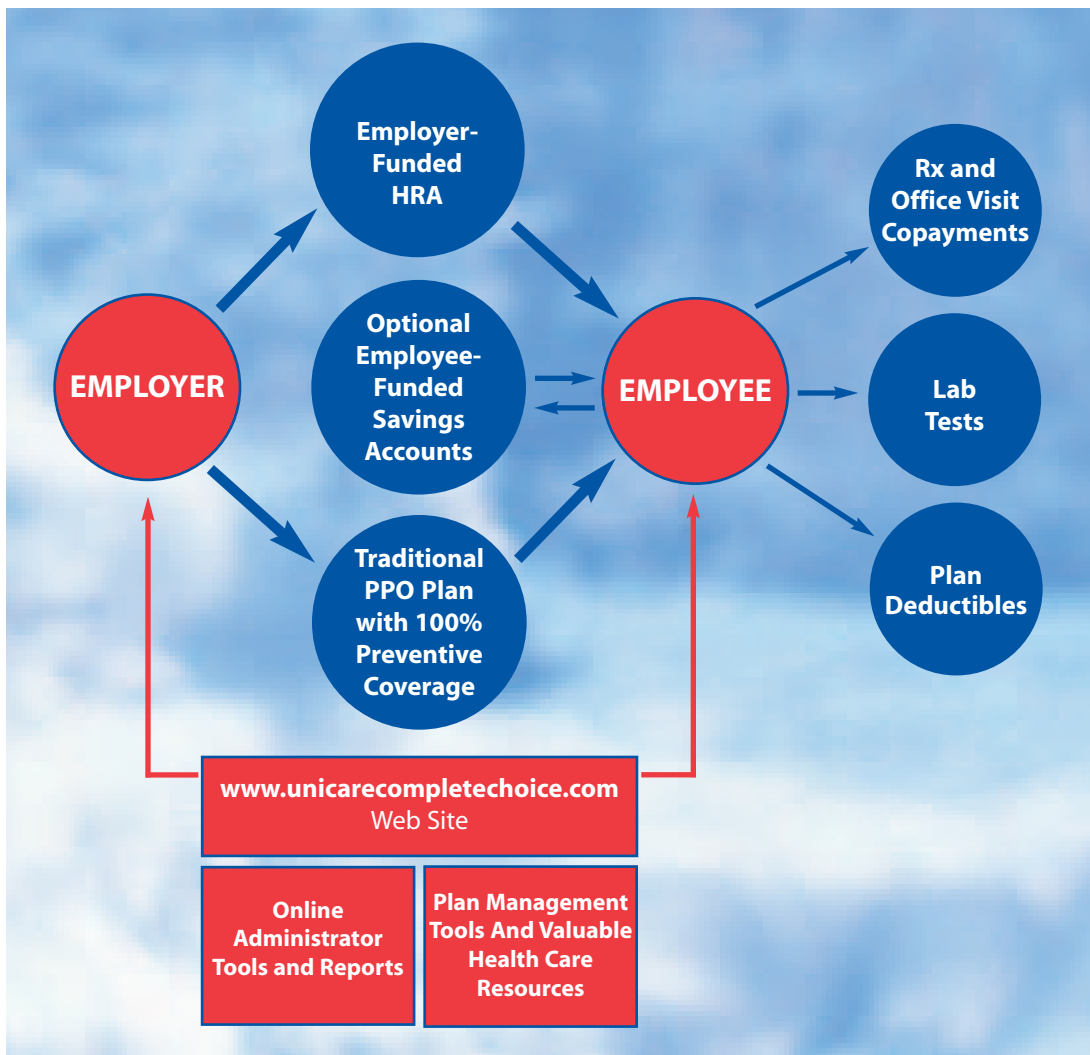 Employer-
Funded
HRA
Rx and
Office Visit
Copayments
EMPLOYER
Optional
Employee-
Funded
Savings
Accounts
EMPLOYEE
Lab
Tests
Traditional
PPO Plan
with 100%
Preventive
Coverage
Plan
Deductibles
www.unicarecompletechoice.com
Web Site
Online
Administrator
Tools and Reports
Plan Management
Tools And Valuable
Health Care
Resources